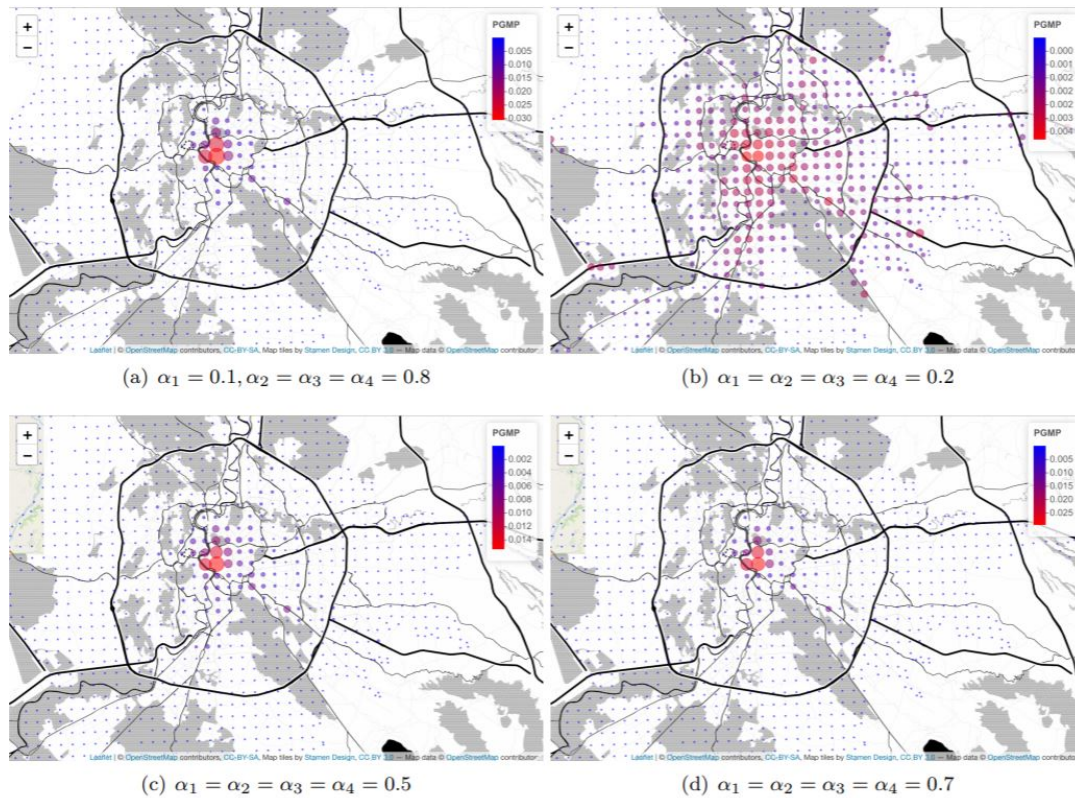 +
−
PGMP
0.005
0.010
0.015
0.020
0.025
0.030
Leaflet | © OpenStreetMap contributors, CC-BY-SA, Map tiles by Stamen Design, CC BY 3.0 — Map data © OpenStreetMap contributor
(a) α₁ = 0.1, α₂ = α₃ = α₄ = 0.8
+
−
PGMP
0.000
0.001
0.002
0.003
0.004
Leaflet | © OpenStreetMap contributors, CC-BY-SA, Map tiles by Stamen Design, CC BY 3.0 — Map data © OpenStreetMap contributor
(b) α₁ = α₂ = α₃ = α₄ = 0.2
+
−
PGMP
0.002
0.004
0.006
0.008
0.010
0.012
0.014
Leaflet | © OpenStreetMap contributors, CC-BY-SA, Map tiles by Stamen Design, CC BY 3.0 — Map data © OpenStreetMap contributor
(c) α₁ = α₂ = α₃ = α₄ = 0.5
+
−
PGMP
0.005
0.010
0.015
0.020
0.025
Leaflet | © OpenStreetMap contributors, CC-BY-SA, Map tiles by Stamen Design, CC BY 3.0 — Map data © OpenStreetMap contributor
(d) α₁ = α₂ = α₃ = α₄ = 0.7